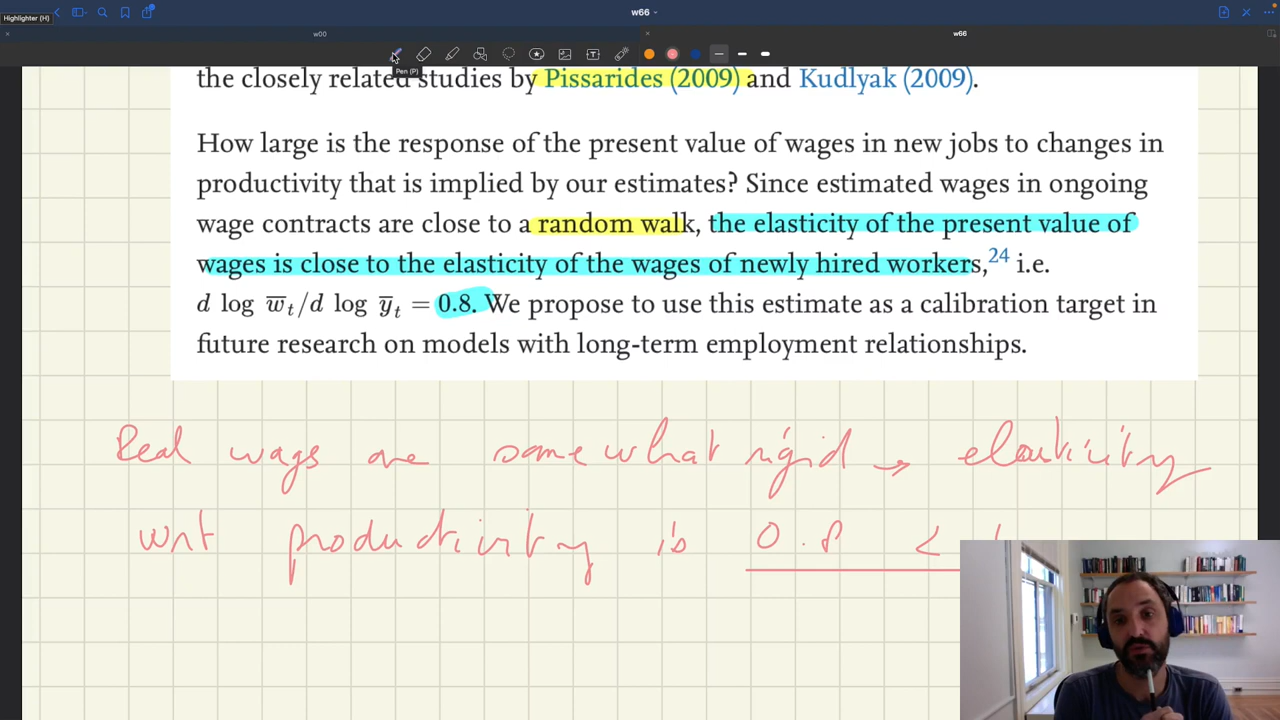 Highlighter (H)
w66
w00
w66
Pen (P)
the closely related studies by Pissarides (2009) and Kudlyak (2009).
How large is the response of the present value of wages in new jobs to changes in
productivity that is implied by our estimates? Since estimated wages in ongoing
wage contracts are close to a random walk, the elasticity of the present value of
wages is close to the elasticity of the wages of newly hired workers,24 i.e.
d log w̅t/d log y̅t = 0.8. We propose to use this estimate as a calibration target in
future research on models with long-term employment relationships.
Real wags are somewhat rigid → elasticity
wrt productivity is 0.8 <